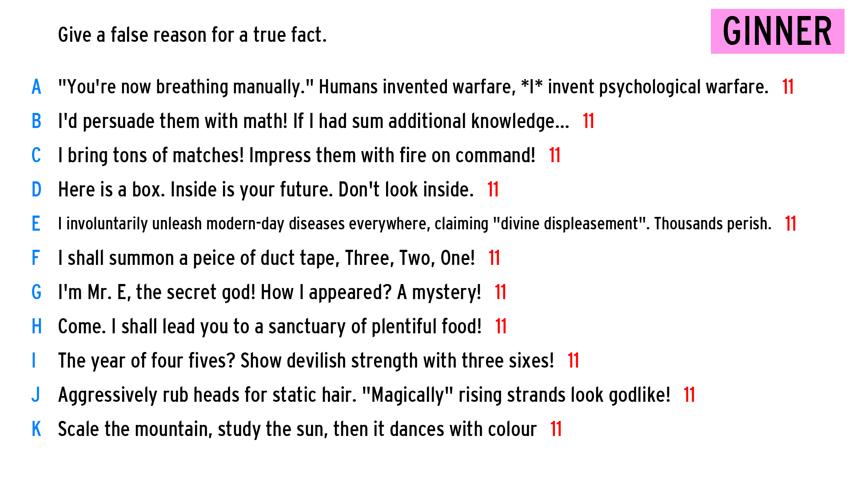 Give a false reason for a true fact.
GINNER
A "You're now breathing manually." Humans invented warfare, *I* invent psychological warfare. 11
B I'd persuade them with math! If I had sum additional knowledge... 11
C I bring tons of matches! Impress them with fire on command! 11
D Here is a box. Inside is your future. Don't look inside. 11
E I involuntarily unleash modern-day diseases everywhere, claiming "divine displeasement". Thousands perish. 11
F I shall summon a peice of duct tape, Three, Two, One! 11
G I'm Mr. E, the secret god! How I appeared? A mystery! 11
H Come. I shall lead you to a sanctuary of plentiful food! 11
I The year of four fives? Show devilish strength with three sixes! 11
J Aggressively rub heads for static hair. "Magically" rising strands look godlike! 11
K Scale the mountain, study the sun, then it dances with colour 11